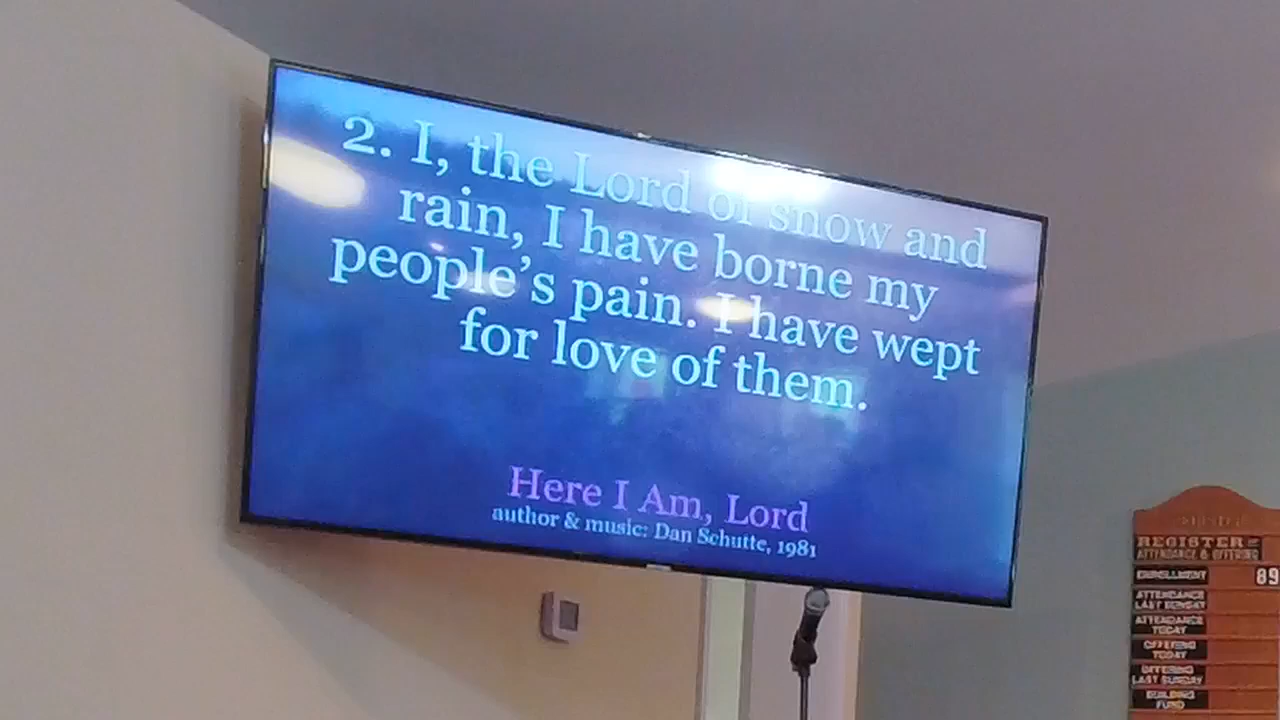 2. I, the Lord of snow and
rain, I have borne my
people's pain. I have wept
for love of them.
Here I Am, Lord
author & music: Dan Schutte, 1981
REGISTER
ATTENDANCE & OFFERING
ENROLLMENT 89
ATTENDANCE
LAST SUNDAY
ATTENDANCE
TODAY
OFFERING
TODAY
OFFERING
LAST SUNDAY
BUILDING
FUND